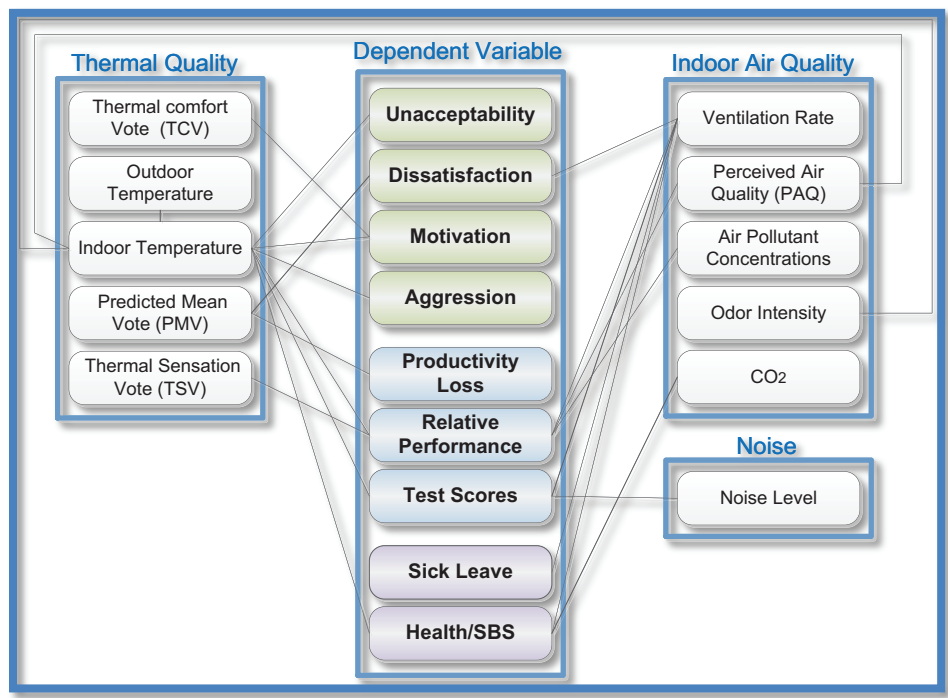 Thermal Quality
Thermal comfort
Vote (TCV)
Outdoor
Temperature
Indoor Temperature
Predicted Mean
Vote (PMV)
Thermal Sensation
Vote (TSV)
Dependent Variable
Unacceptability
Dissatisfaction
Motivation
Aggression
Productivity
Loss
Relative
Performance
Test Scores
Sick Leave
Health/SBS
Indoor Air Quality
Ventilation Rate
Perceived Air
Quality (PAQ)
Air Pollutant
Concentrations
Odor Intensity
CO2
Noise
Noise Level